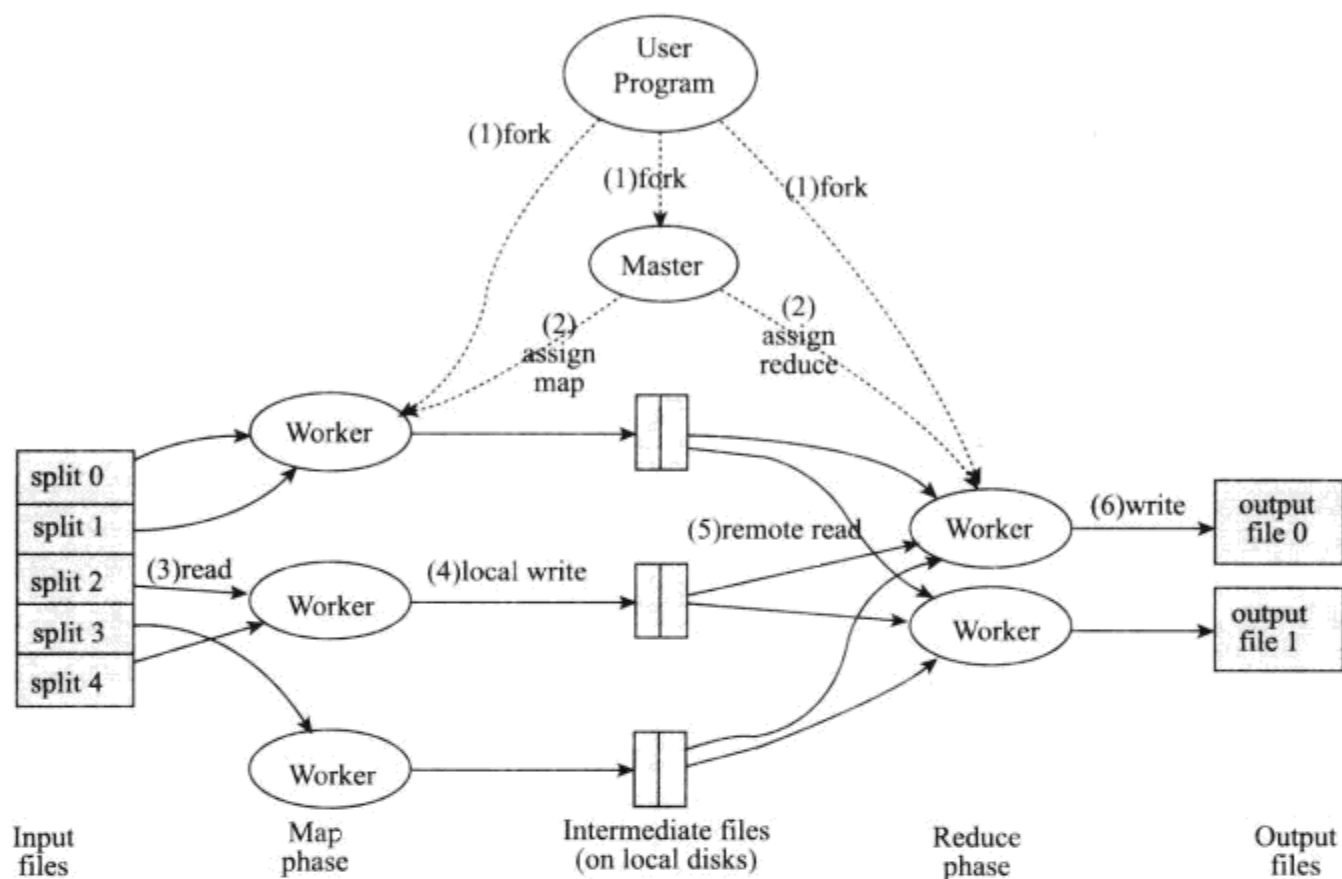 User
Program
(1)fork
(1)fork
(1)fork
Master
(2)
assign
map
(2)
assign
reduce
Worker
split 0
split 1
split 2
split 3
split 4
(3)read
Worker
(4)local write
(5)remote read
Worker
(6)write
output
file 0
Worker
output
file 1
Worker
Input
files
Map
phase
Intermediate files
(on local disks)
Reduce
phase
Output
files